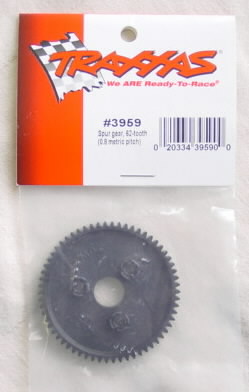 TRAXXAS
We ARE Ready-To-Race®
#3959
Spur gear, 62-tooth
(0.8 metric pitch)
0 20334 39590 0